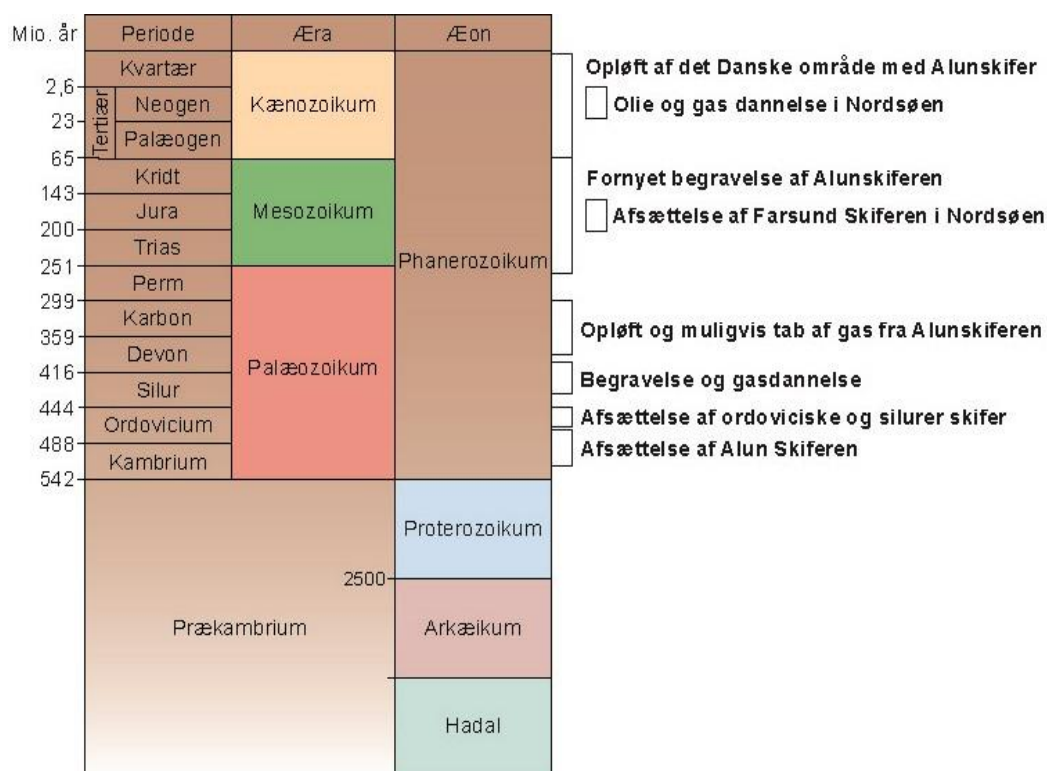 Mio. år Periode Æra Æon
Kvartær
Opløft af det Danske område med Alunskifer
2,6
Tertiær
Neogen Kænozoikum Olie og gas dannelse i Nordsøen
23
Palæogen
65
Kridt Fornyet begravelse af Alunskiferen
143
Jura Mesozoikum Afsættelse af Farsund Skiferen i Nordsøen
200
Trias
Phanerozoikum
251
Perm
299
Karbon Opløft og muligvis tab af gas fra Alunskiferen
359
Devon Palæozoikum
416
Silur Begravelse og gasdannelse
444
Ordovicium Afsættelse af ordoviciske og silurer skifer
488
Kambrium Afsættelse af Alun Skiferen
542
Proterozoikum
2500
Prækambrium Arkæikum
Hadal